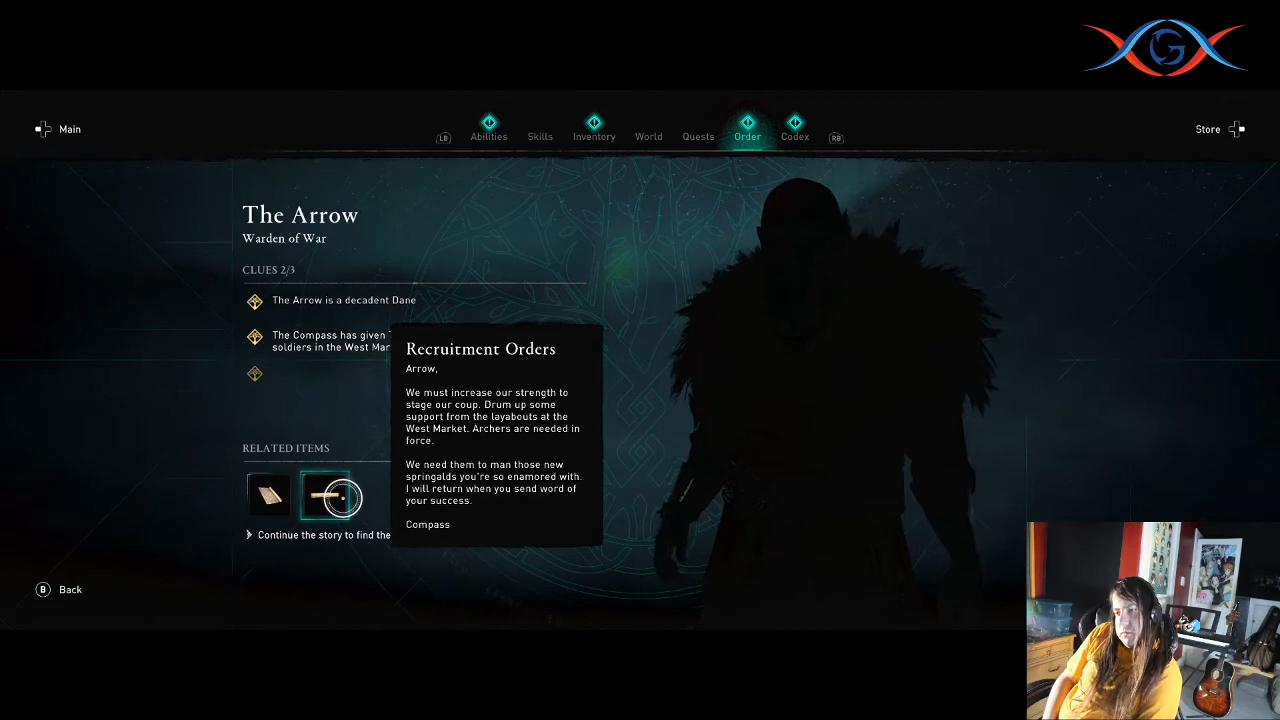 Main
LB
Abilities
Skills
Inventory
World
Quests
Order
Codex
RB
Store
The Arrow
Warden of War
CLUES 2/3
The Arrow is a decadent Dane
The Compass has given
soldiers in the West Mar
Recruitment Orders
Arrow,
We must increase our strength to
stage our coup. Drum up some
support from the layabouts at the
West Market. Archers are needed in
force.
We need them to man those new
springalds you're so enamored with.
I will return when you send word of
your success.
Compass
RELATED ITEMS
Continue the story to find the
B
Back
G